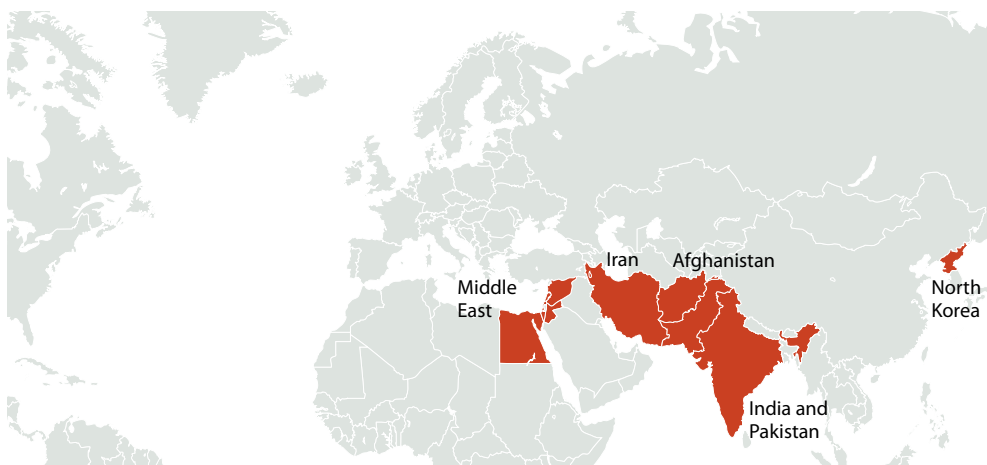 Iran
Afghanistan
Middle
East
North
Korea
India and
Pakistan